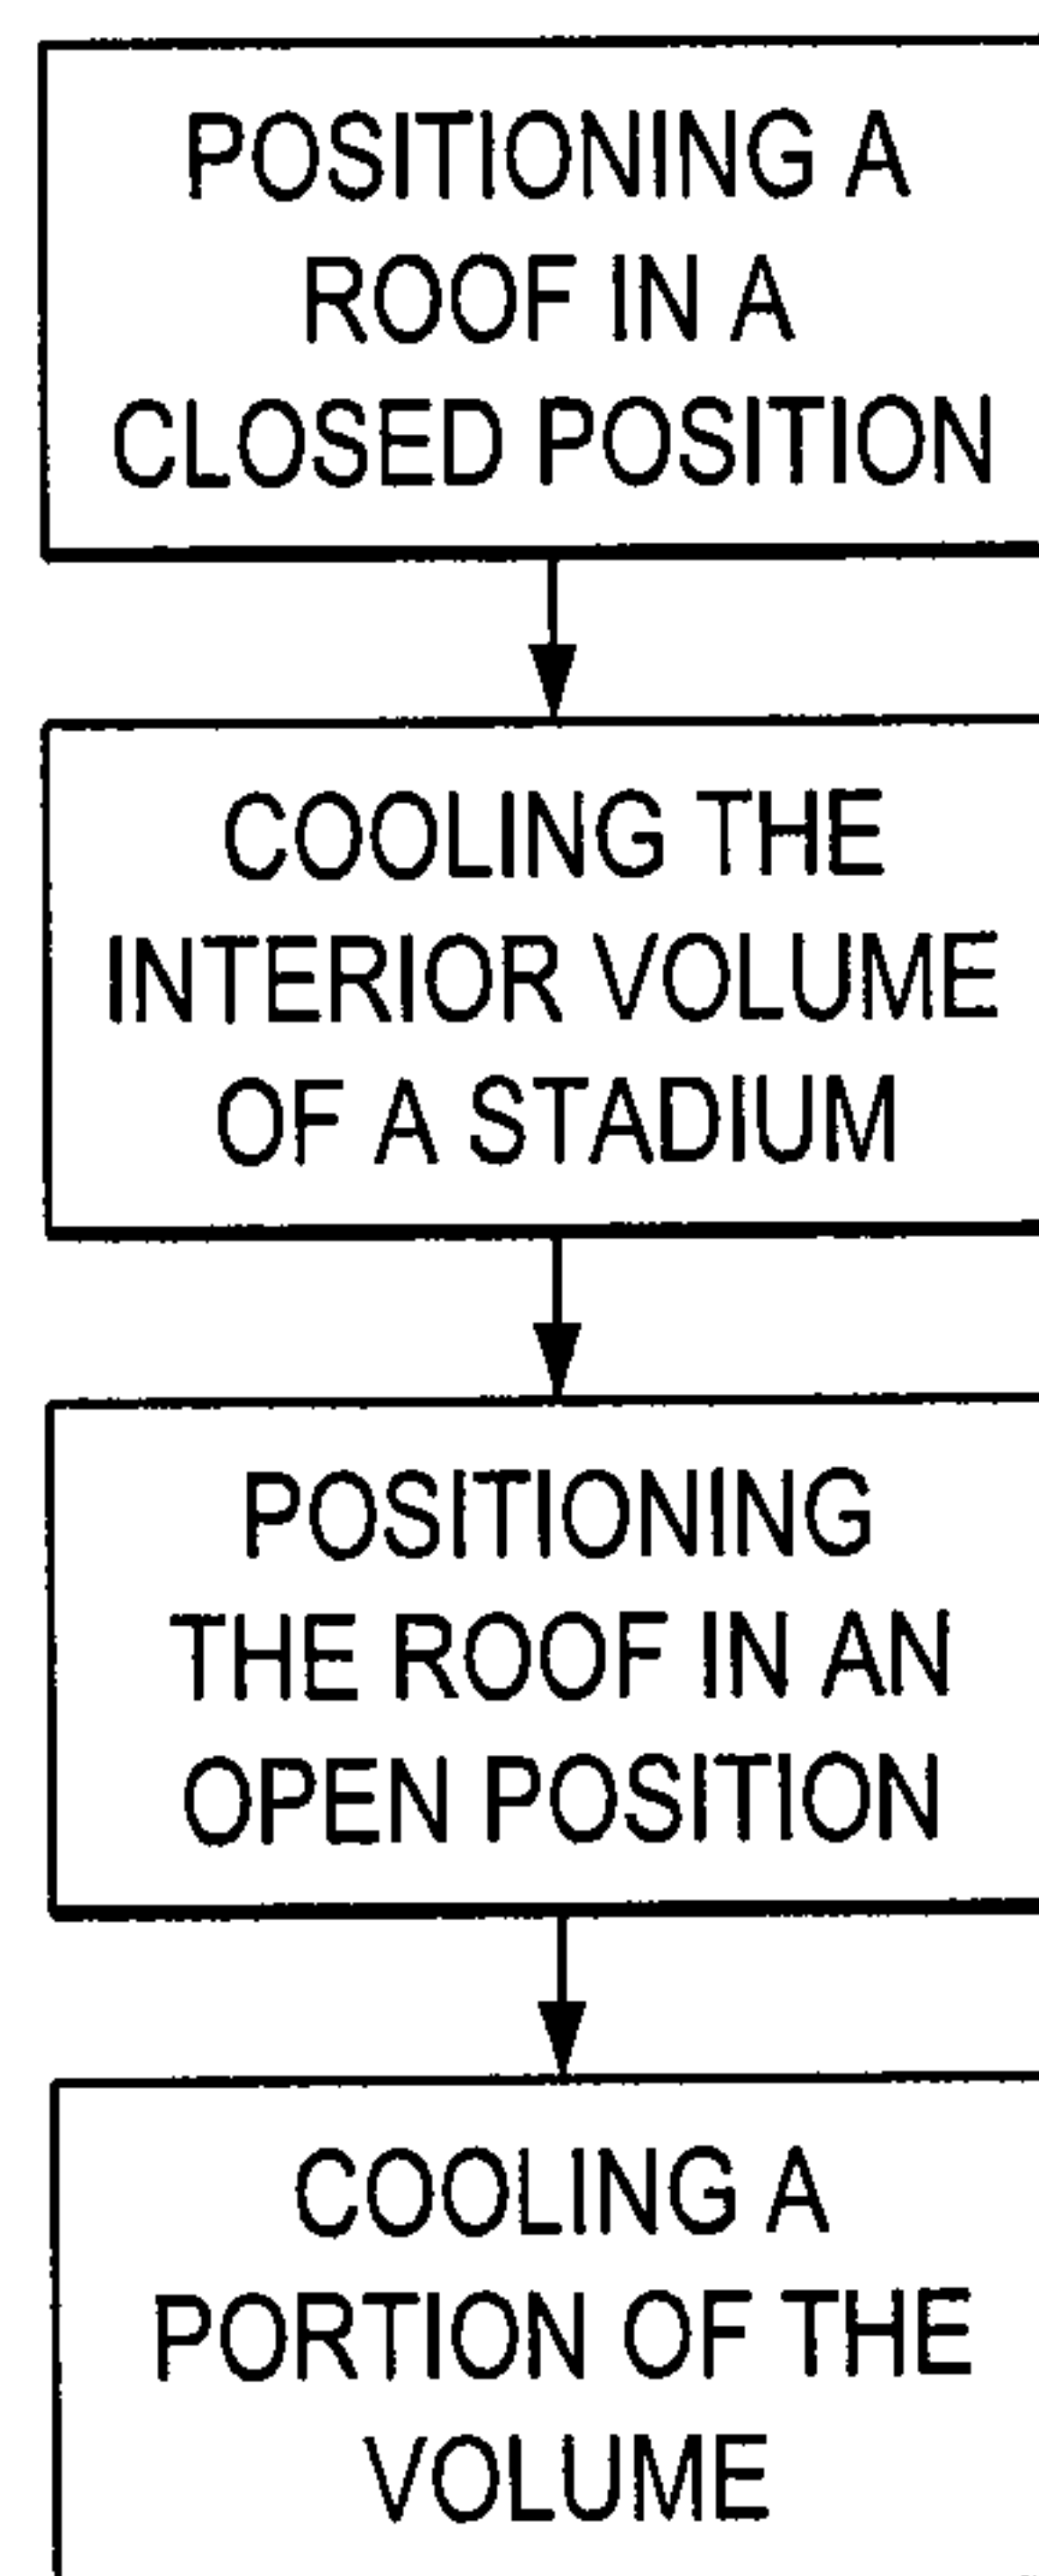 POSITIONING A
ROOF IN A
CLOSED POSITION
COOLING THE
INTERIOR VOLUME
OF A STADIUM
POSITIONING
THE ROOF IN AN
OPEN POSITION
COOLING A
PORTION OF THE
VOLUME